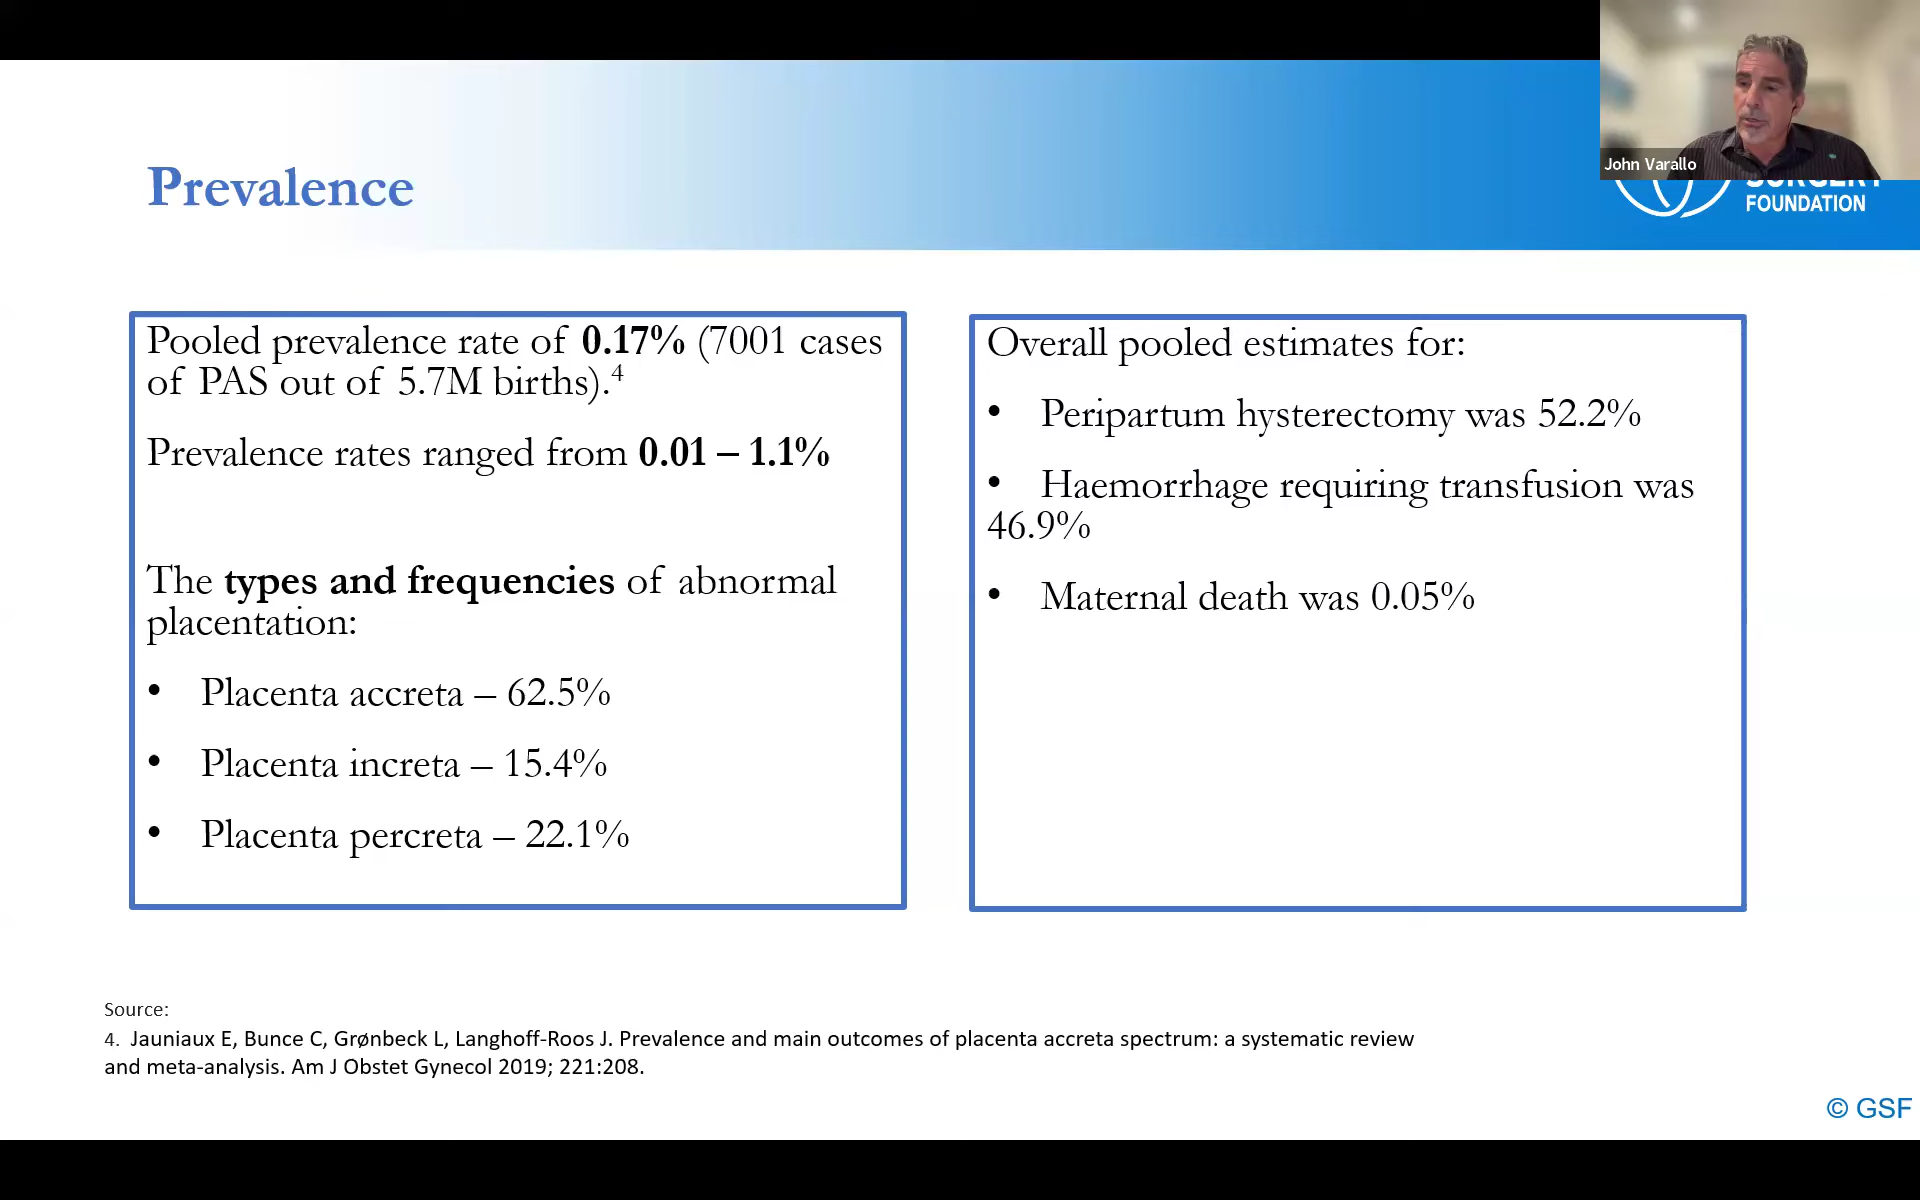 John Varallo
FOUNDATION
Prevalence
Pooled prevalence rate of 0.17% (7001 cases
of PAS out of 5.7M births).⁴
Prevalence rates ranged from 0.01 – 1.1%
The types and frequencies of abnormal
placentation:
• Placenta accreta – 62.5%
• Placenta increta – 15.4%
• Placenta percreta – 22.1%
Overall pooled estimates for:
• Peripartum hysterectomy was 52.2%
• Haemorrhage requiring transfusion was
46.9%
• Maternal death was 0.05%
Source:
4. Jauniaux E, Bunce C, Grønbeck L, Langhoff-Roos J. Prevalence and main outcomes of placenta accreta spectrum: a systematic review
and meta-analysis. Am J Obstet Gynecol 2019; 221:208.
© GSF